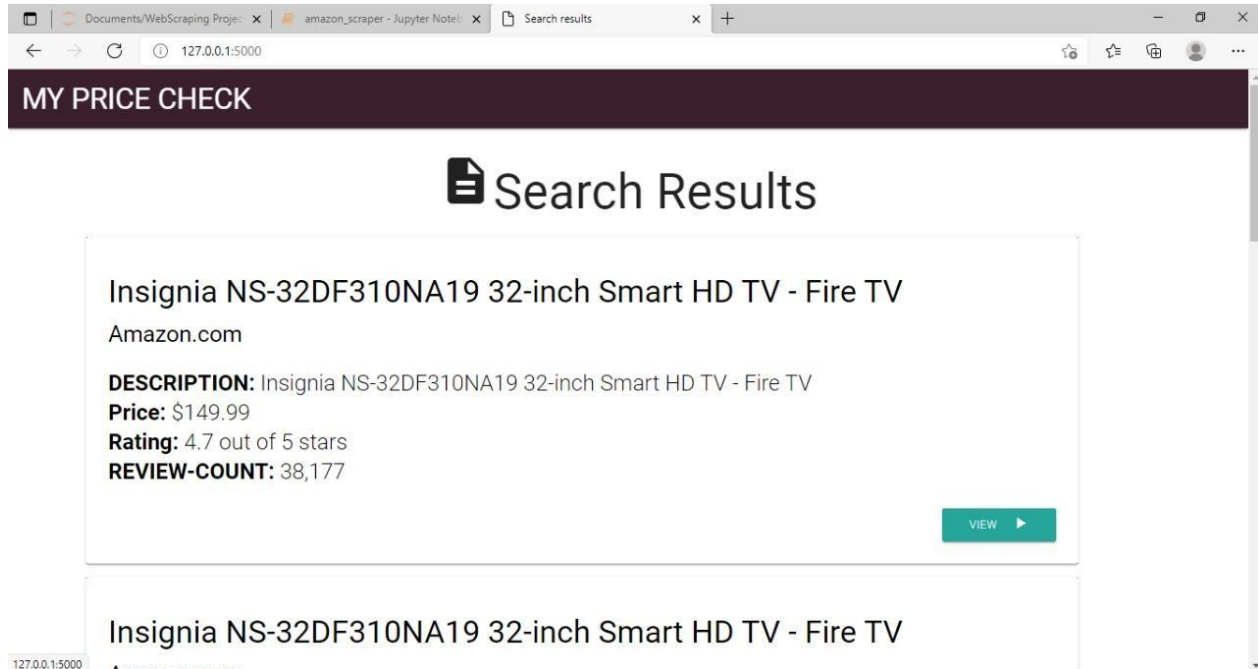 Documents/WebScraping Projec
amazon_scraper - Jupyter Noteb
Search results
127.0.0.1:5000
MY PRICE CHECK
Search Results
Insignia NS-32DF310NA19 32-inch Smart HD TV - Fire TV
Amazon.com
DESCRIPTION: Insignia NS-32DF310NA19 32-inch Smart HD TV - Fire TV
Price: $149.99
Rating: 4.7 out of 5 stars
REVIEW-COUNT: 38,177
VIEW
Insignia NS-32DF310NA19 32-inch Smart HD TV - Fire TV
127.0.0.1:5000